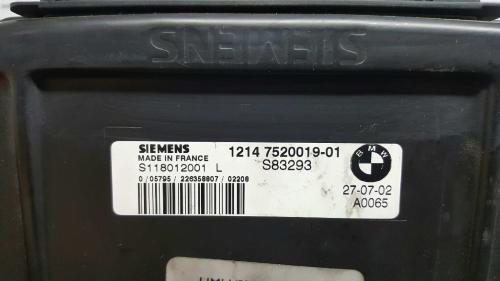 SIEMENS
SIEMENS 1214 7520019-01
MADE IN FRANCE
S118012001 L S83293
BMW
0 / 05795 / 226358807 / 02208
27-07-02
A0065